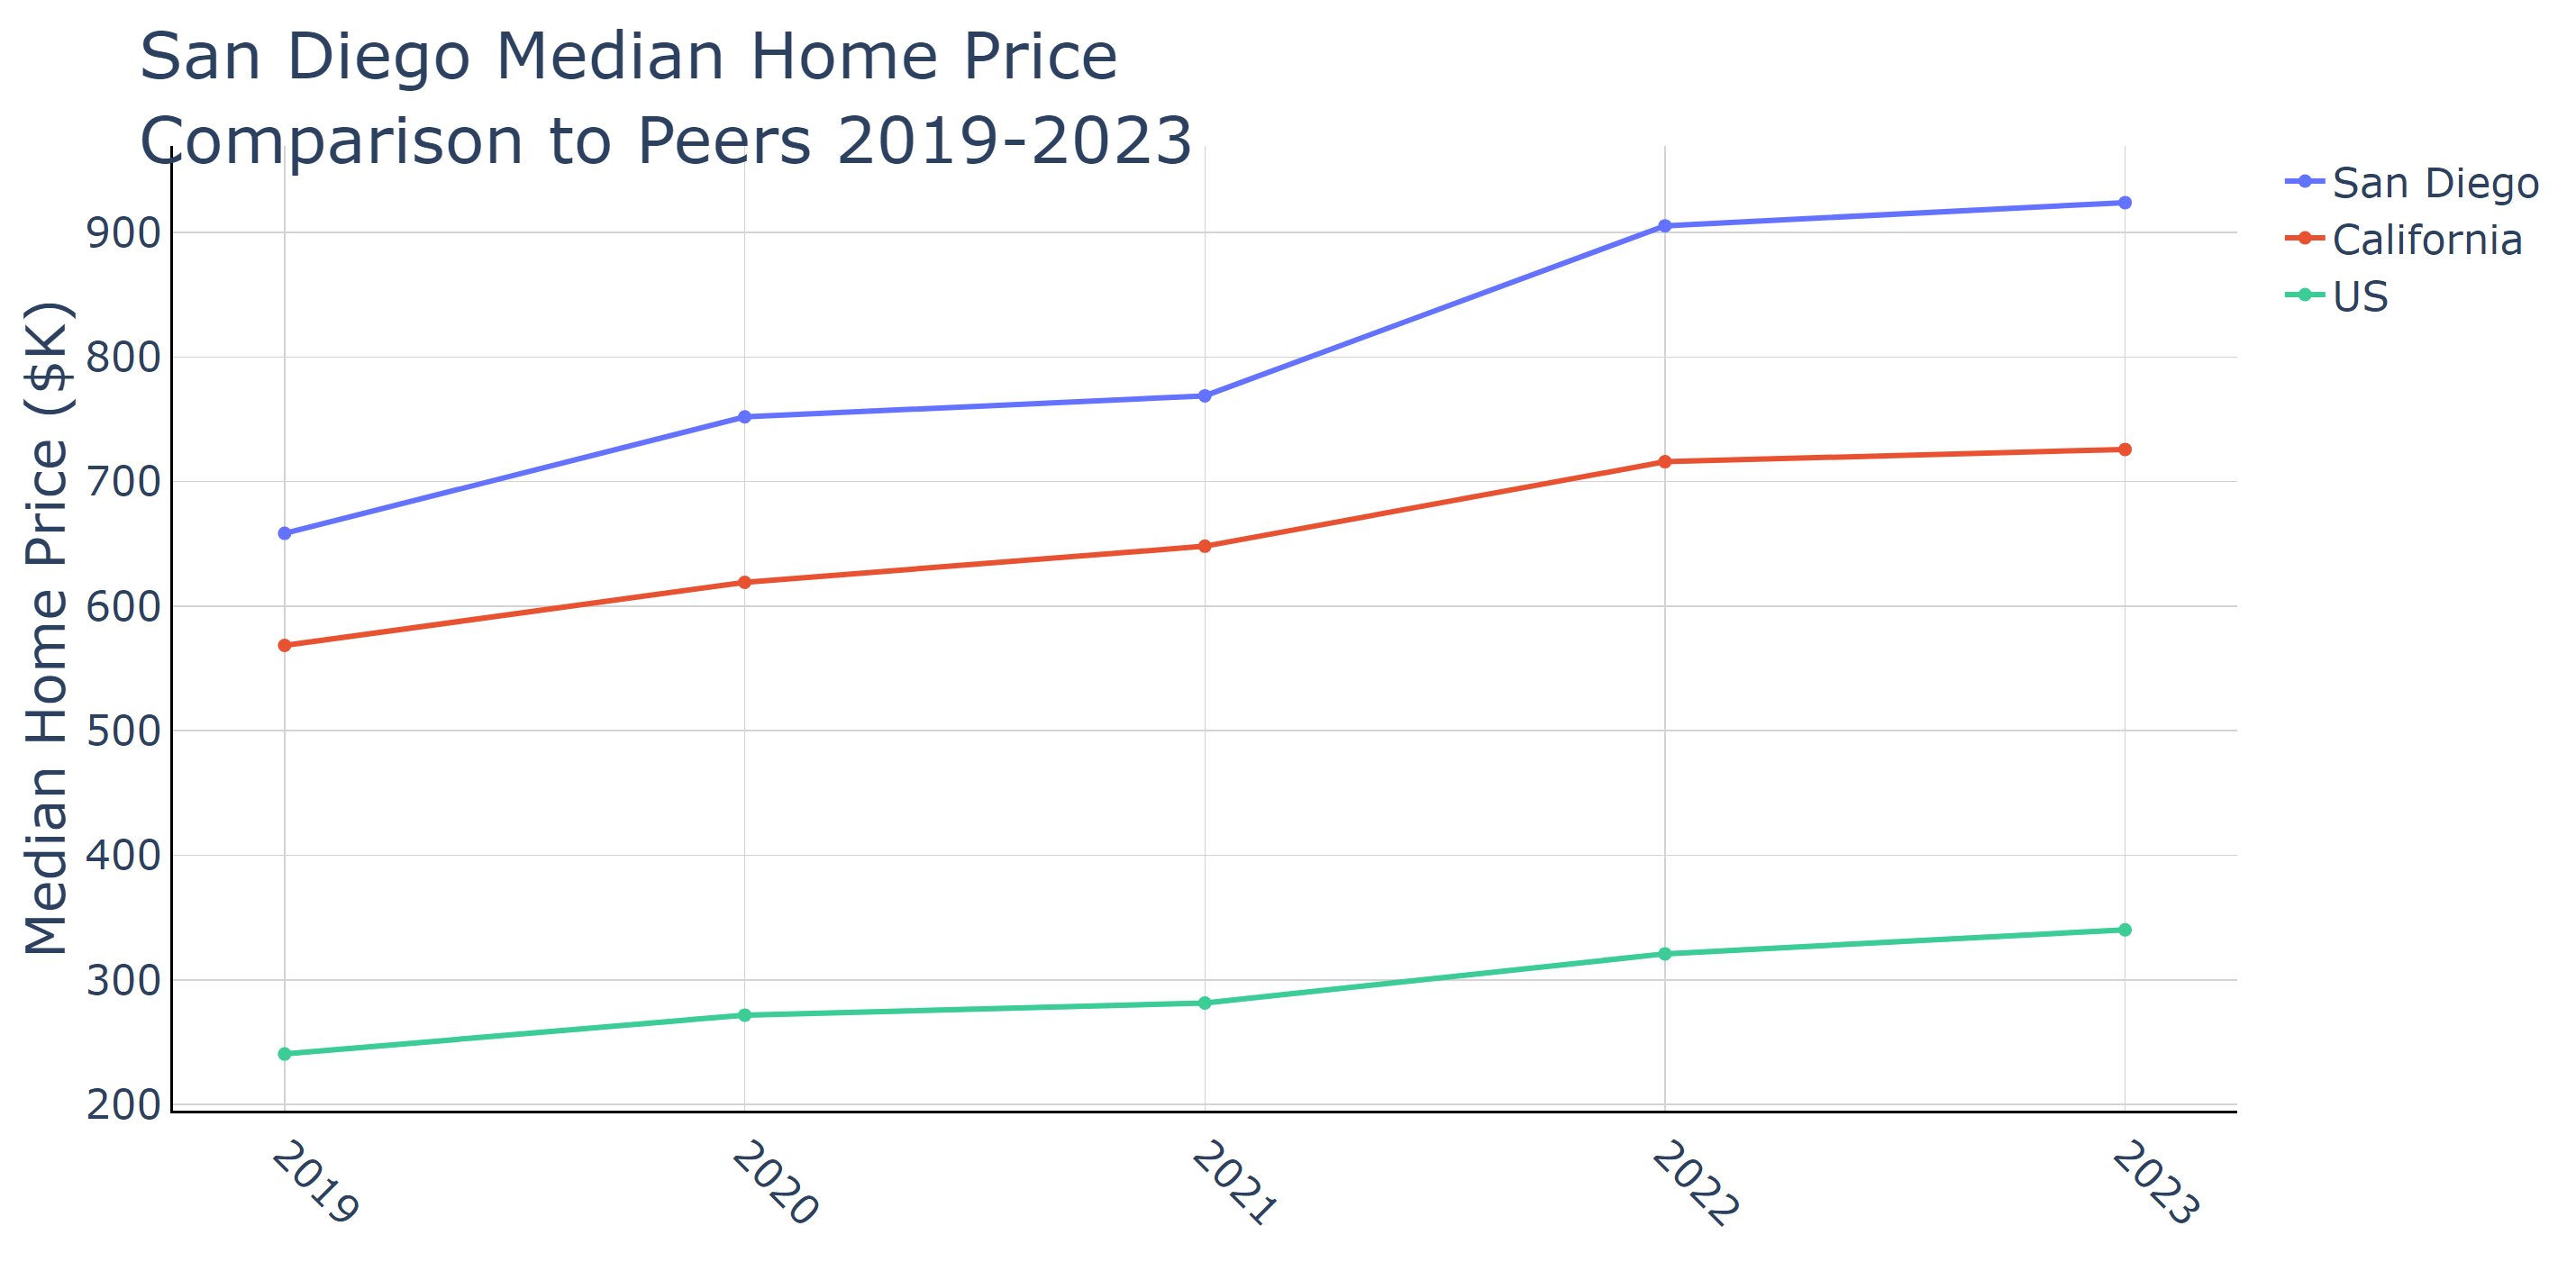 San Diego Median Home Price
Comparison to Peers 2019-2023
San Diego
California
US
Median Home Price ($K)
900
800
700
600
500
400
300
200
2019
2020
2021
2022
2023